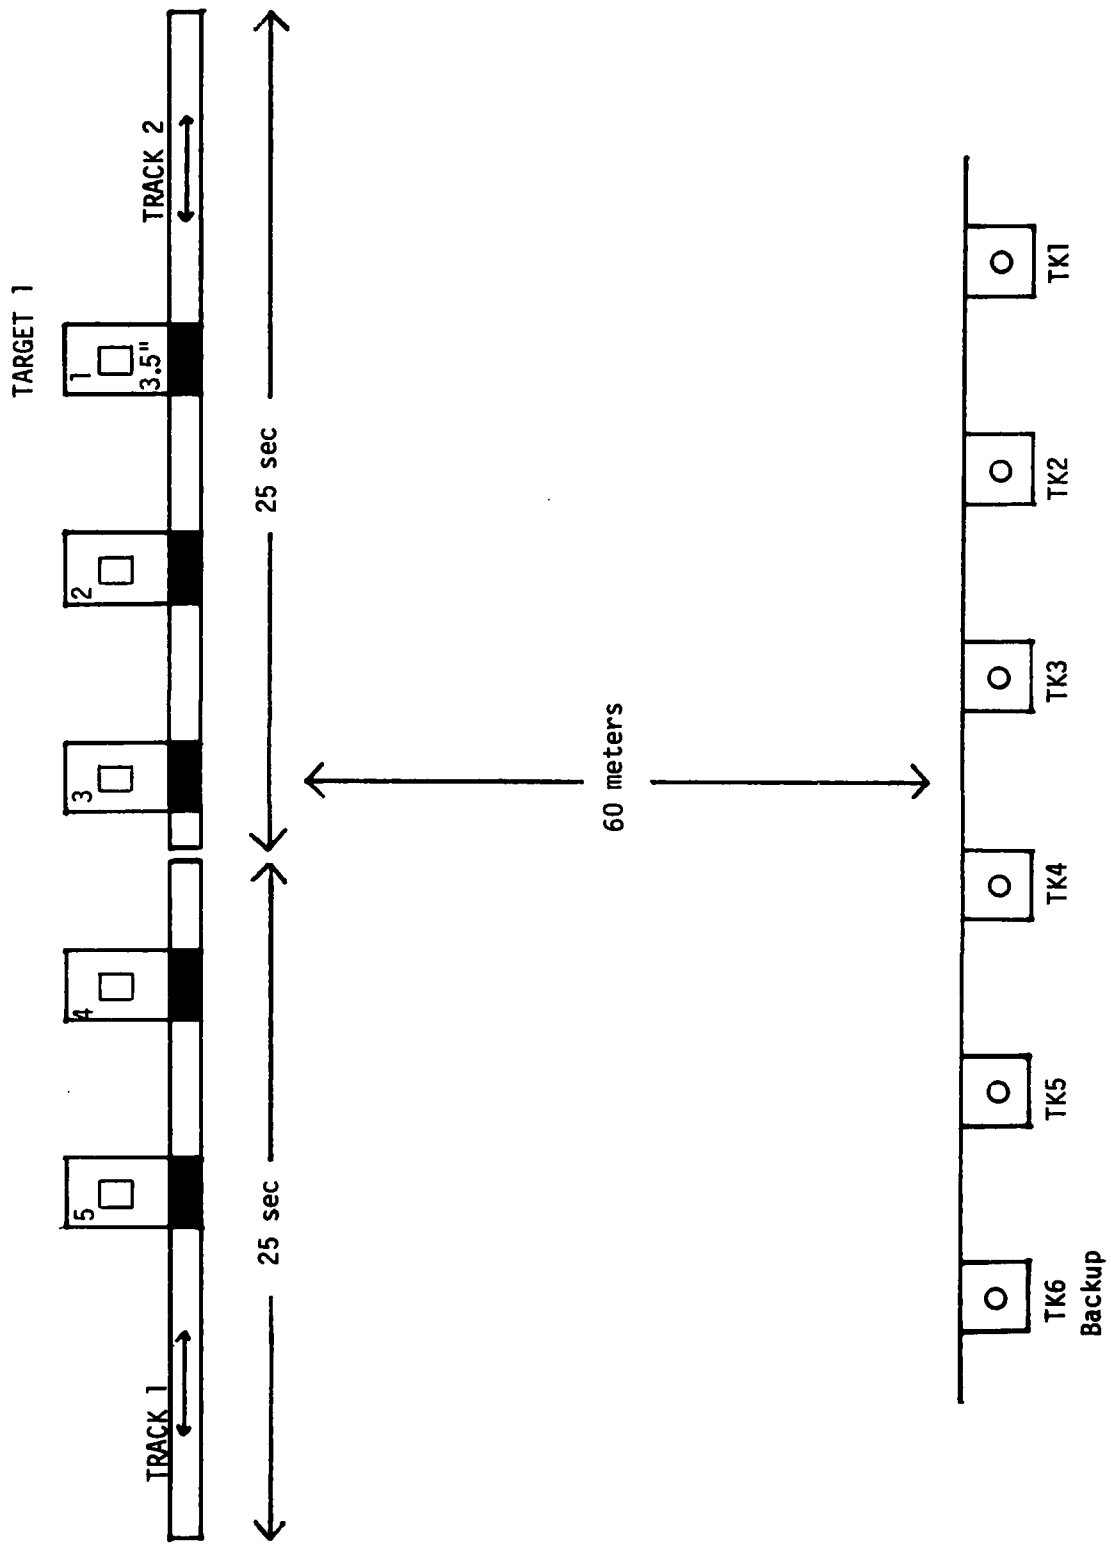 TARGET 1
5 4 3 2 1
TRACK 1 TRACK 2 3.5"
25 sec 25 sec
60 meters
TK6 TK5 TK4 TK3 TK2 TK1
Backup